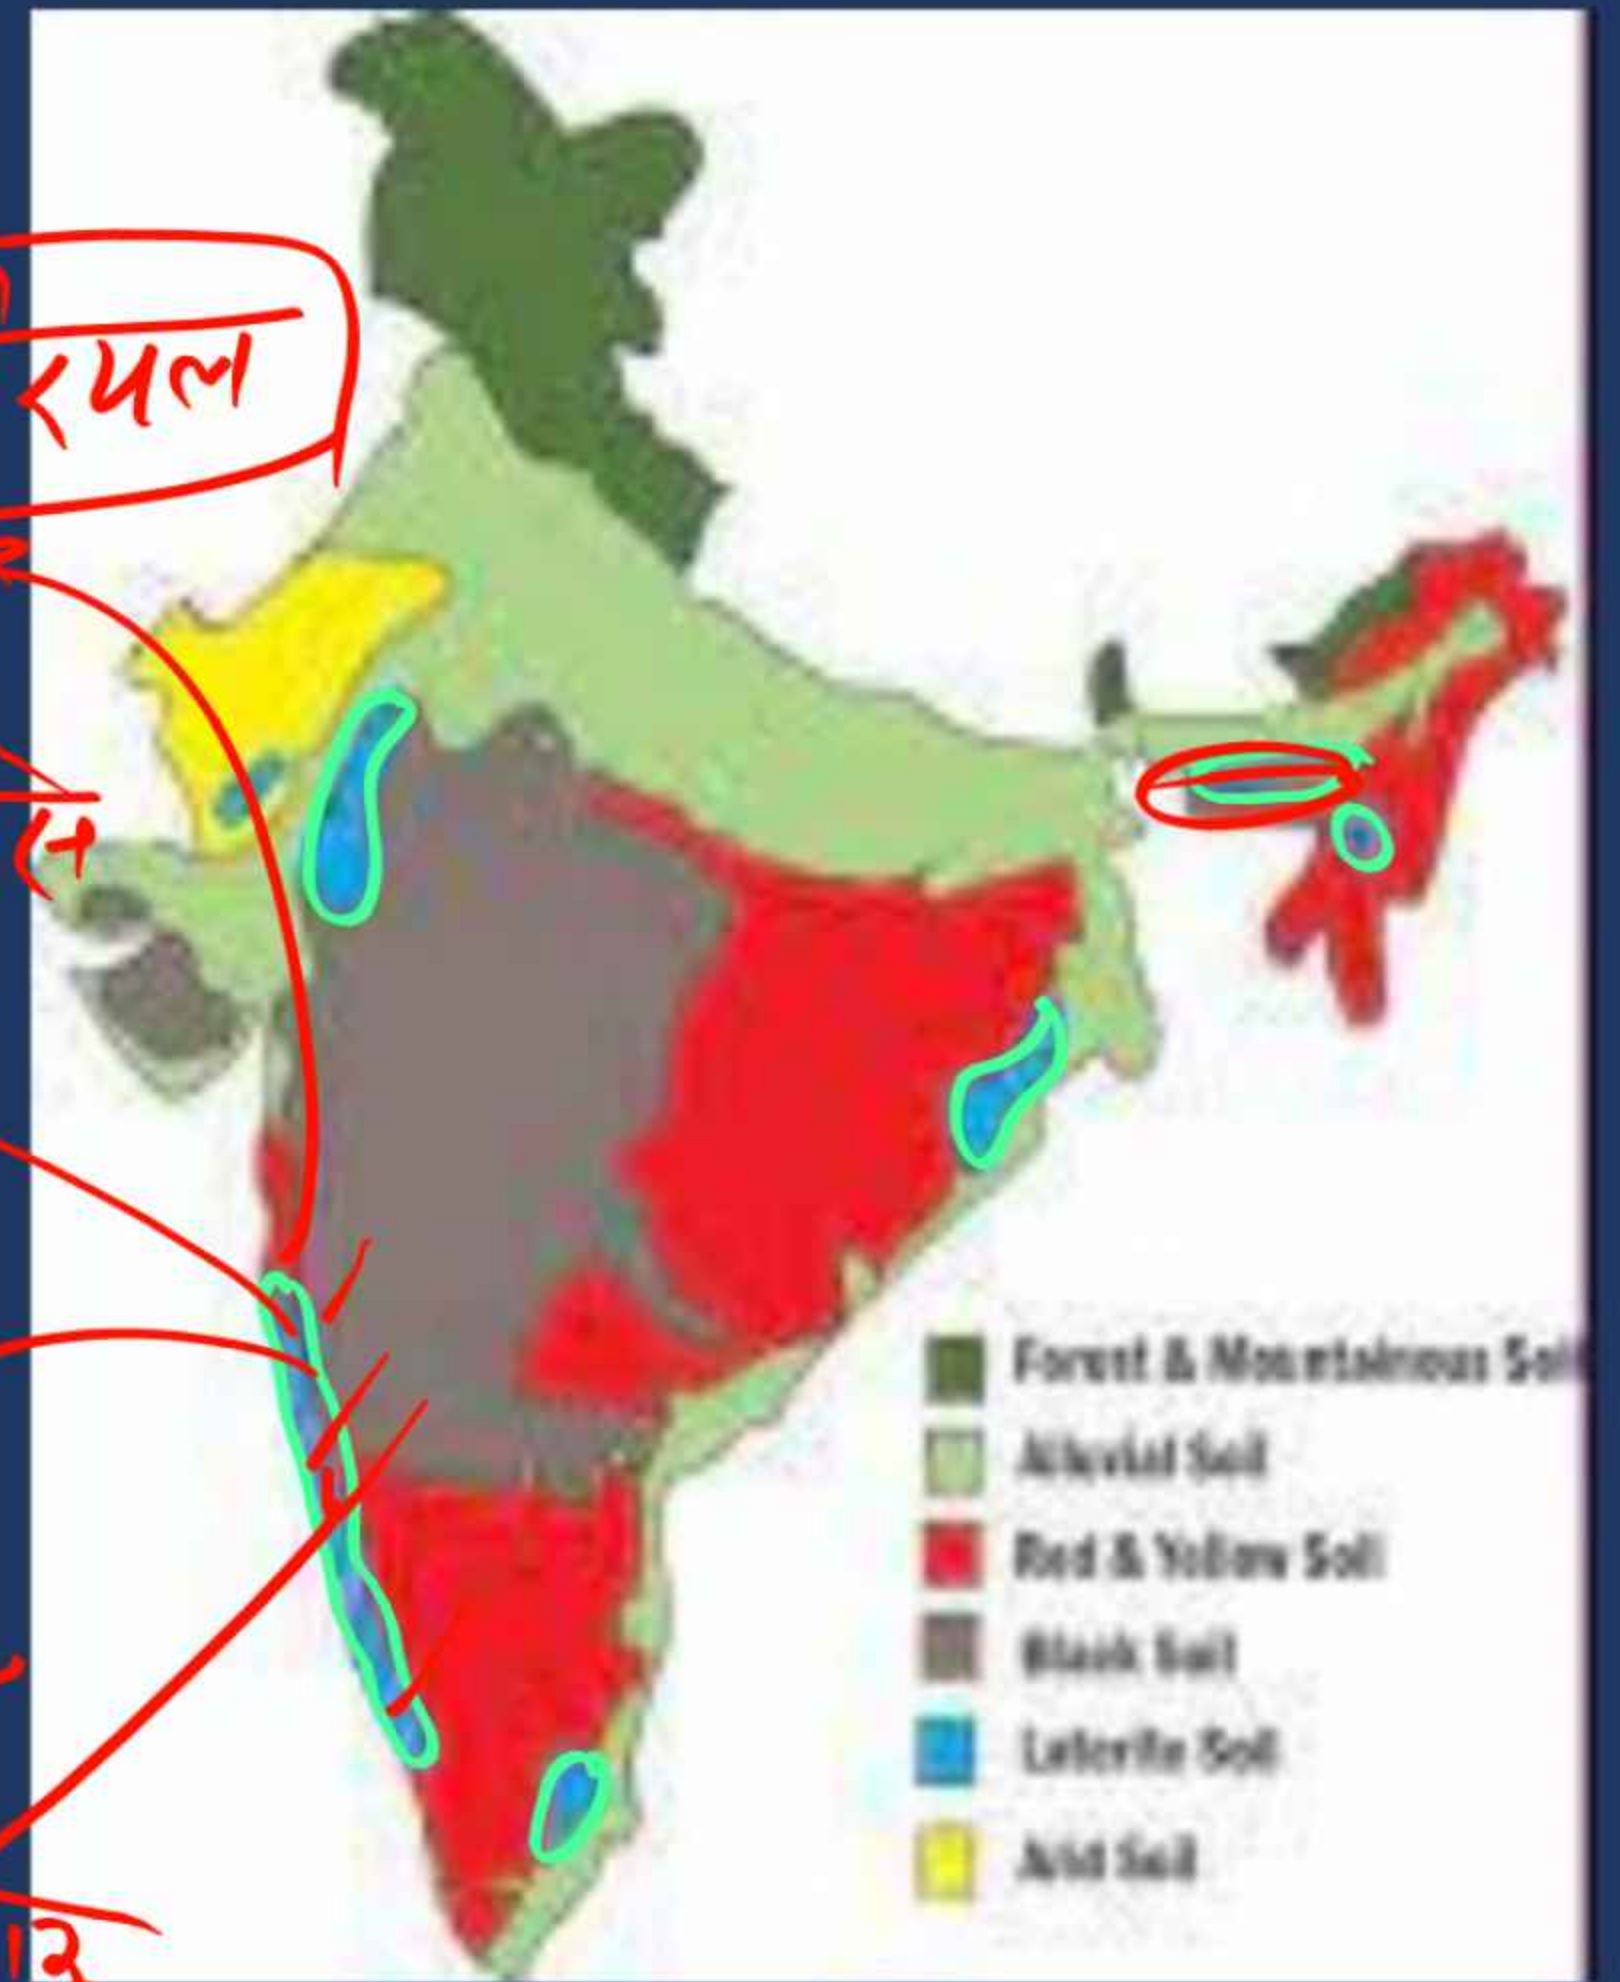 रयल
Forest & Mountainous Soil
Alluvial Soil
Red & Yellow Soil
Black Soil
Laterite Soil
Arid Soil